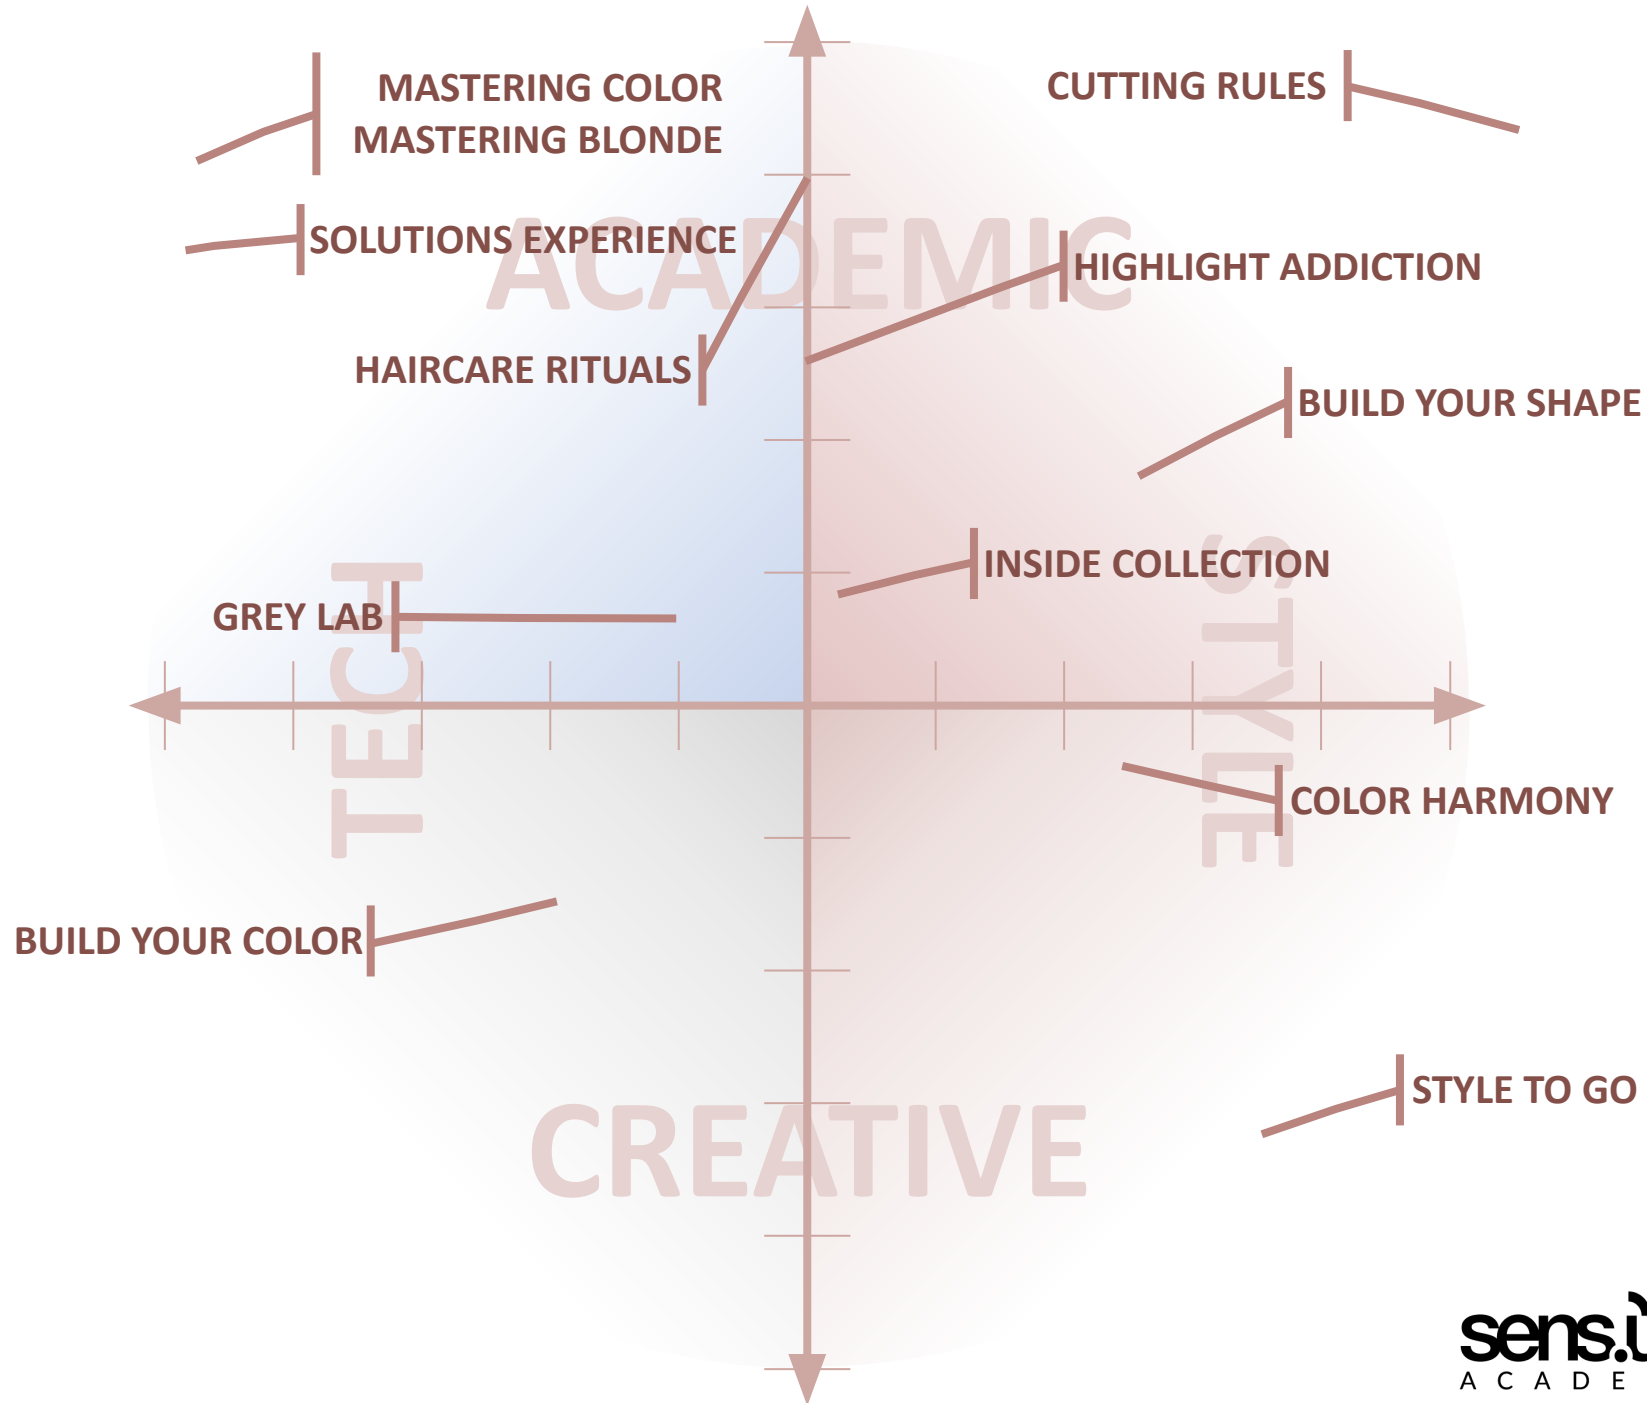 MASTERING COLOR
MASTERING BLONDE
CUTTING RULES
SOLUTIONS EXPERIENCE
ACADEMIC
HIGHLIGHT ADDICTION
HAIRCARE RITUALS
BUILD YOUR SHAPE
INSIDE COLLECTION
GREY LAB
TECH
STYLE
COLOR HARMONY
BUILD YOUR COLOR
STYLE TO GO
CREATIVE